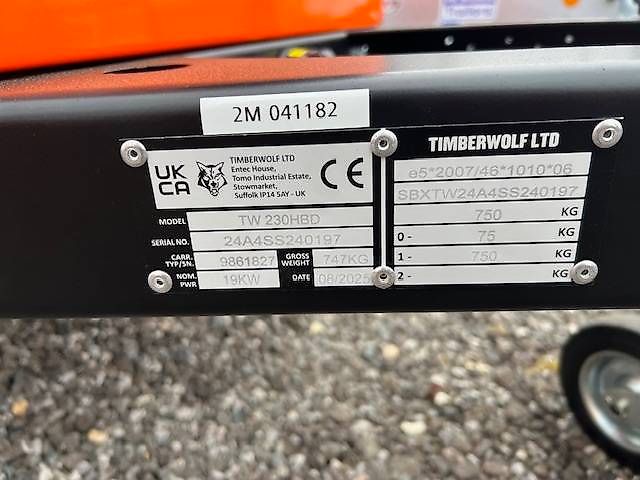 2M 041182
UK
CA
TIMBERWOLF LTD
Entec House,
Tomo Industrial Estate,
Stowmarket,
Suffolk IP14 5AY - UK
CE
MODEL TW 230HBD
SERIAL NO. 24A4SS240197
CARR. TYP/SN. 9861827 GROSS WEIGHT 747KG
NOM. PWR 19KW DATE 08/2025
TIMBERWOLF LTD
e5*2007/46*1010*06
SBXTW24A4SS240197
750 KG
0 - 75 KG
1 - 750 KG
2 - KG